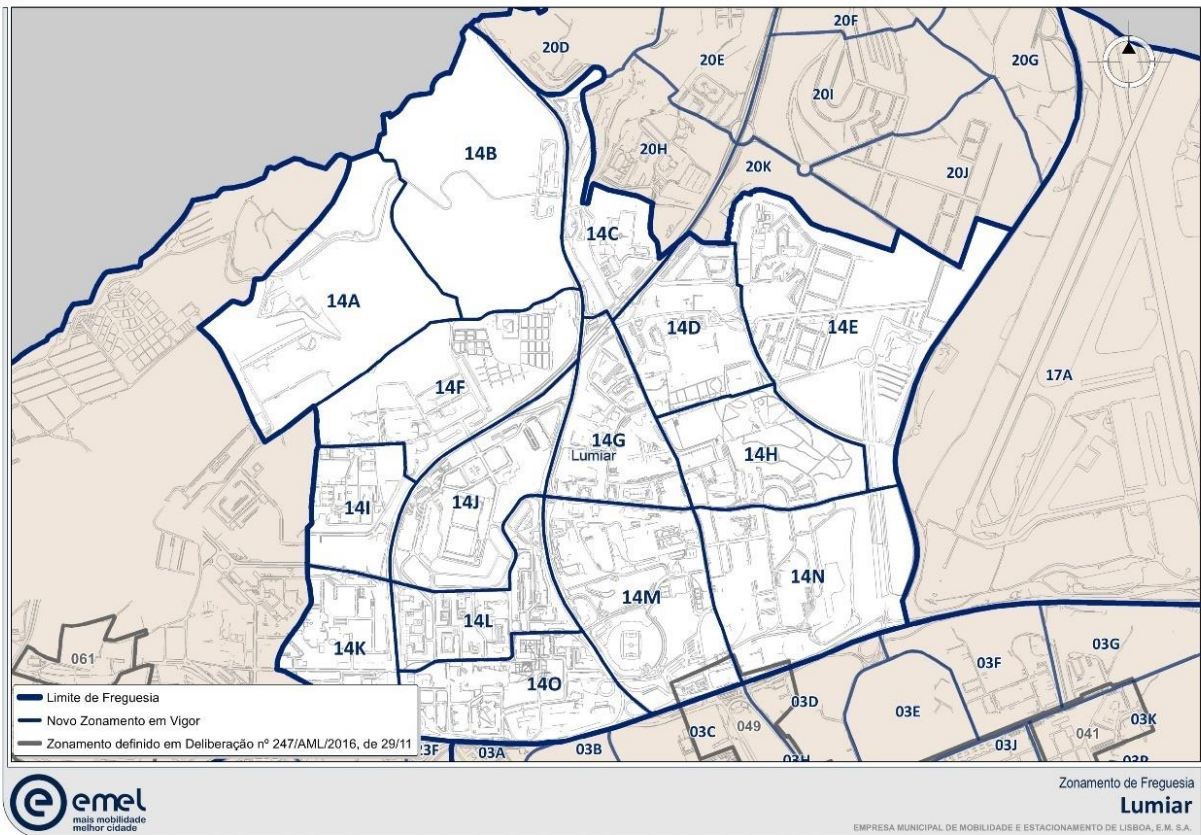 20D
20E
20F
20G
20I
20H
20K
20J
14B
14C
14A
14D
14E
17A
14F
14G
Lumiar
14H
14I
14J
14N
14M
14L
14K
14O
061
03G
03F
03D
03E
03C
049
03K
041
03J
03H
03B
03A
Limite de Freguesia
Novo Zonamento em Vigor
Zonamento definido em Deliberação nº 247/AML/2016, de 29/11
emel
mais mobilidade
melhor cidade
Zonamento de Freguesia
Lumiar
EMPRESA MUNICIPAL DE MOBILIDADE E ESTACIONAMENTO DE LISBOA, E.M. S.A.